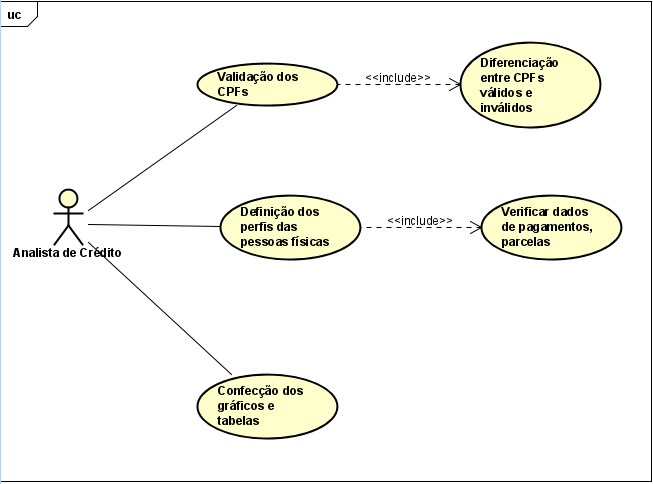 uc
Validação dos
CPFs
<<include>>
Diferenciação
entre CPFs
válidos e
inválidos
Analista de Crédito
Definição dos
perfis das
pessoas físicas
<<include>>
Verificar dados
de pagamentos,
parcelas
Confecção dos
gráficos e
tabelas